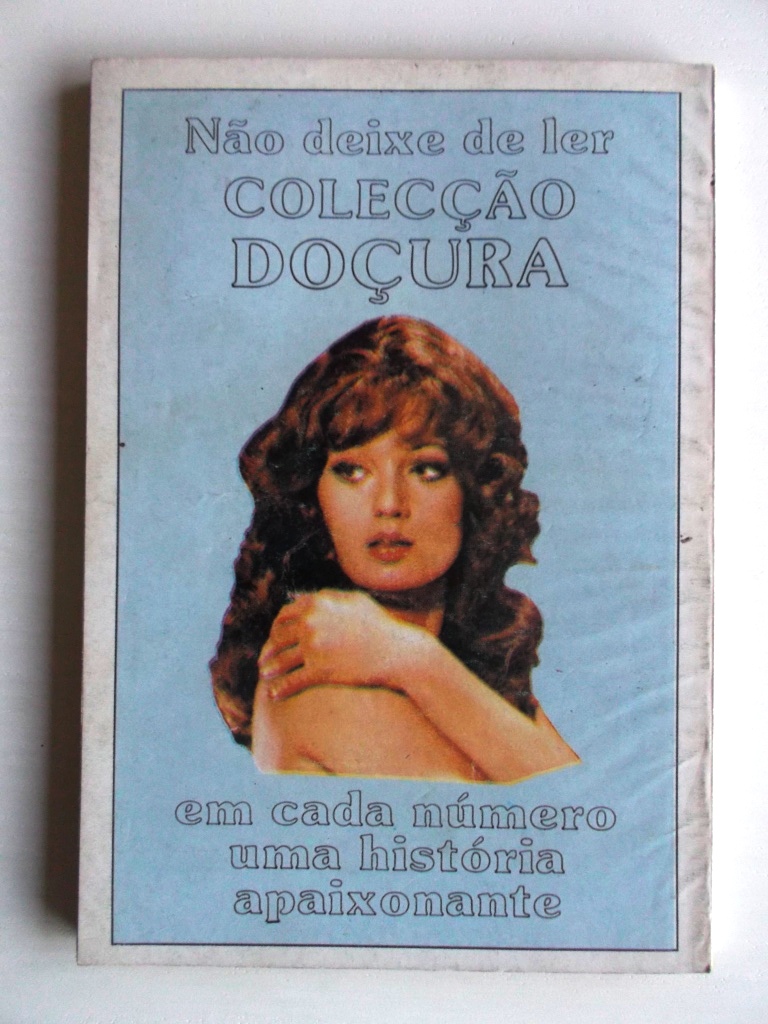 Não deixe de ler
COLECÇÃO
DOÇURA
em cada número
uma história
apaixonante